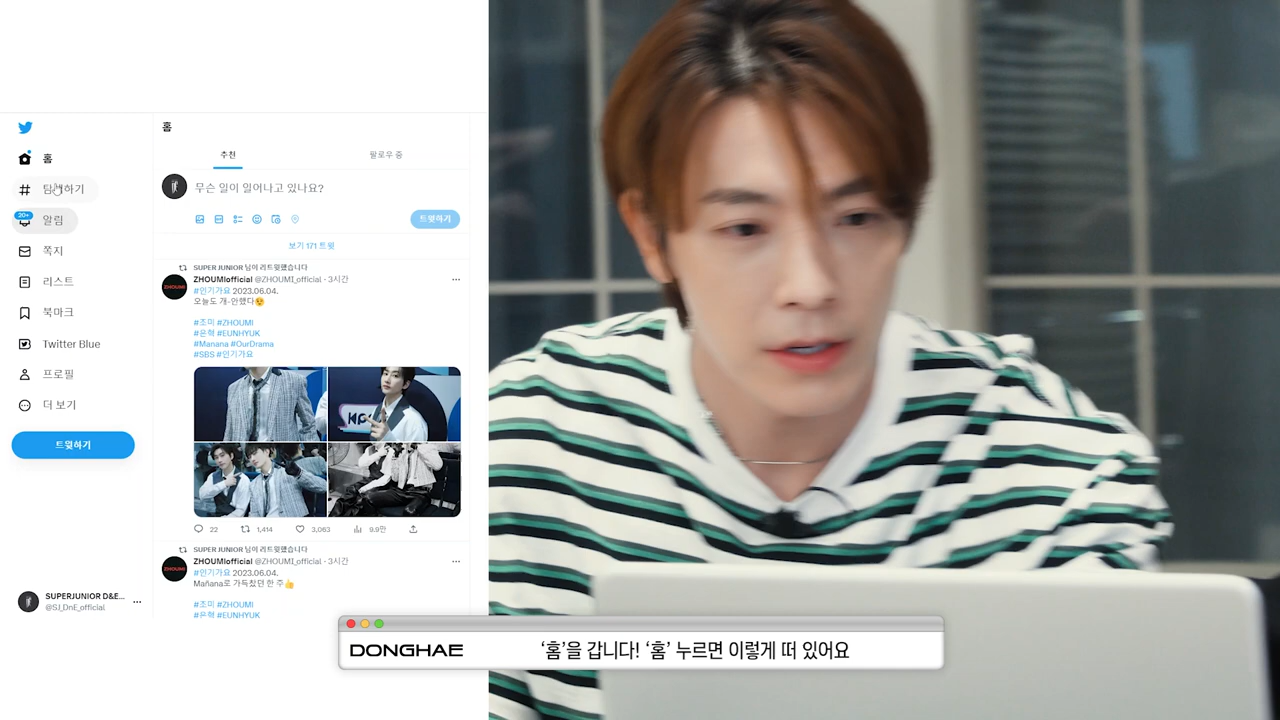 홈
추천
팔로우 중
홈
탐색하기
20+
알림
쪽지
리스트
북마크
Twitter Blue
프로필
더 보기
트윗하기
SUPERJUNIOR D&E...
@SJ_DnE_official
무슨 일이 일어나고 있나요?
트윗하기
보기 171 트윗
SUPER JUNIOR 님이 리트윗했습니다
ZHOUMIofficial @ZHOUMI_official · 3시간
#인기가요 2023.06.04.
오늘도 개-안했다😉
#조미 #ZHOUMI
#은혁 #EUNHYUK
#Manana #OurDrama
#SBS #인기가요
22 1,414 3,063 9.9만
SUPER JUNIOR 님이 리트윗했습니다
ZHOUMIofficial @ZHOUMI_official · 3시간
#인기가요 2023.06.04.
Mañana로 가득찼던 한 주👍
#조미 #ZHOUMI
#은혁 #EUNHYUK
DONGHAE ‘홈’을 갑니다! ‘홈’ 누르면 이렇게 떠 있어요